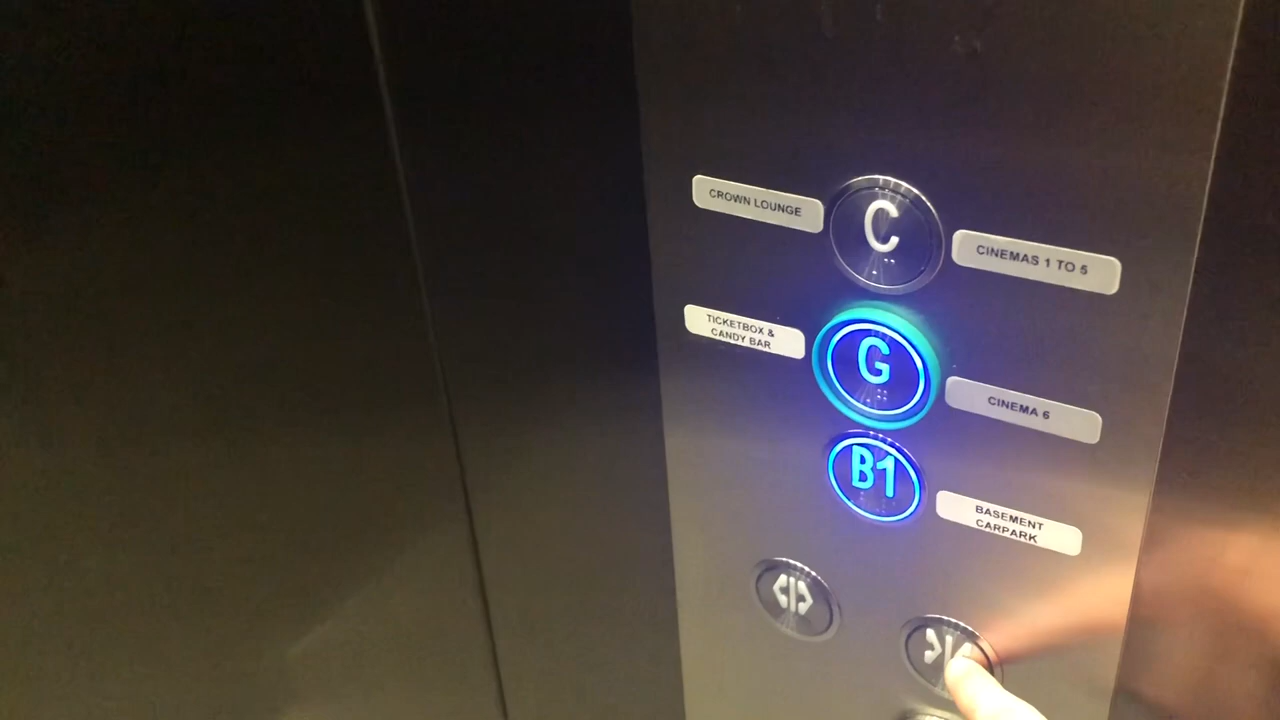 CROWN LOUNGE
C
CINEMAS 1 TO 5
TICKETBOX &
CANDY BAR
G
CINEMA 6
B1
BASEMENT
CARPARK